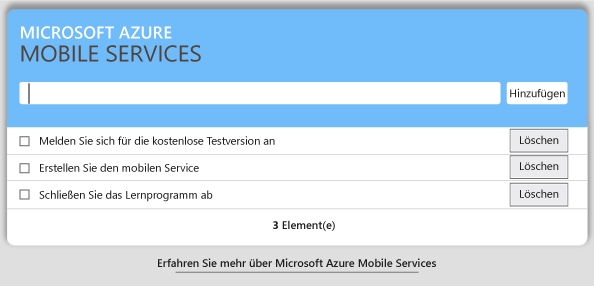 MICROSOFT AZURE
MOBILE SERVICES
Hinzufügen
Melden Sie sich für die kostenlose Testversion an Löschen
Erstellen Sie den mobilen Service Löschen
Schließen Sie das Lernprogramm ab Löschen
3 Element(e)
Erfahren Sie mehr über Microsoft Azure Mobile Services